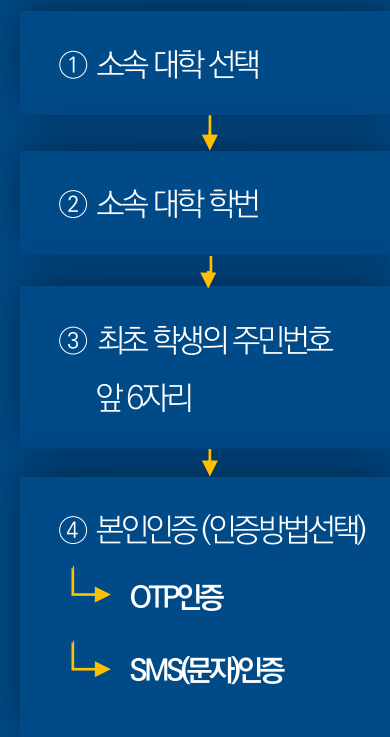 ① 소속 대학 선택
② 소속 대학 학번
③ 최초 학생의 주민번호
앞 6자리
④ 본인인증 (인증방법선택)
OTP인증
SMS(문자)인증